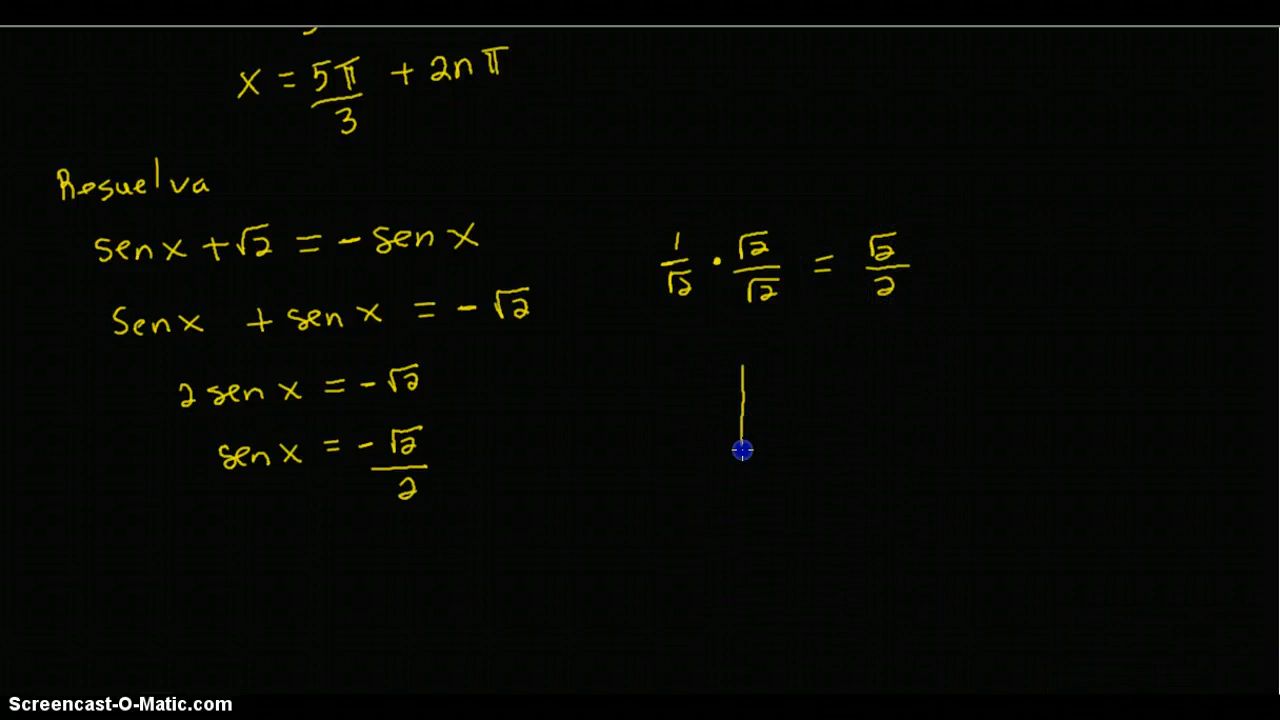 x = 5π/3 + 2nπ
Resuelva
sen x + √2 = - sen x
sen x + sen x = - √2
2 sen x = - √2
sen x = - √2/2
1/√2 · √2/√2 = √2/2
Screencast-O-Matic.com